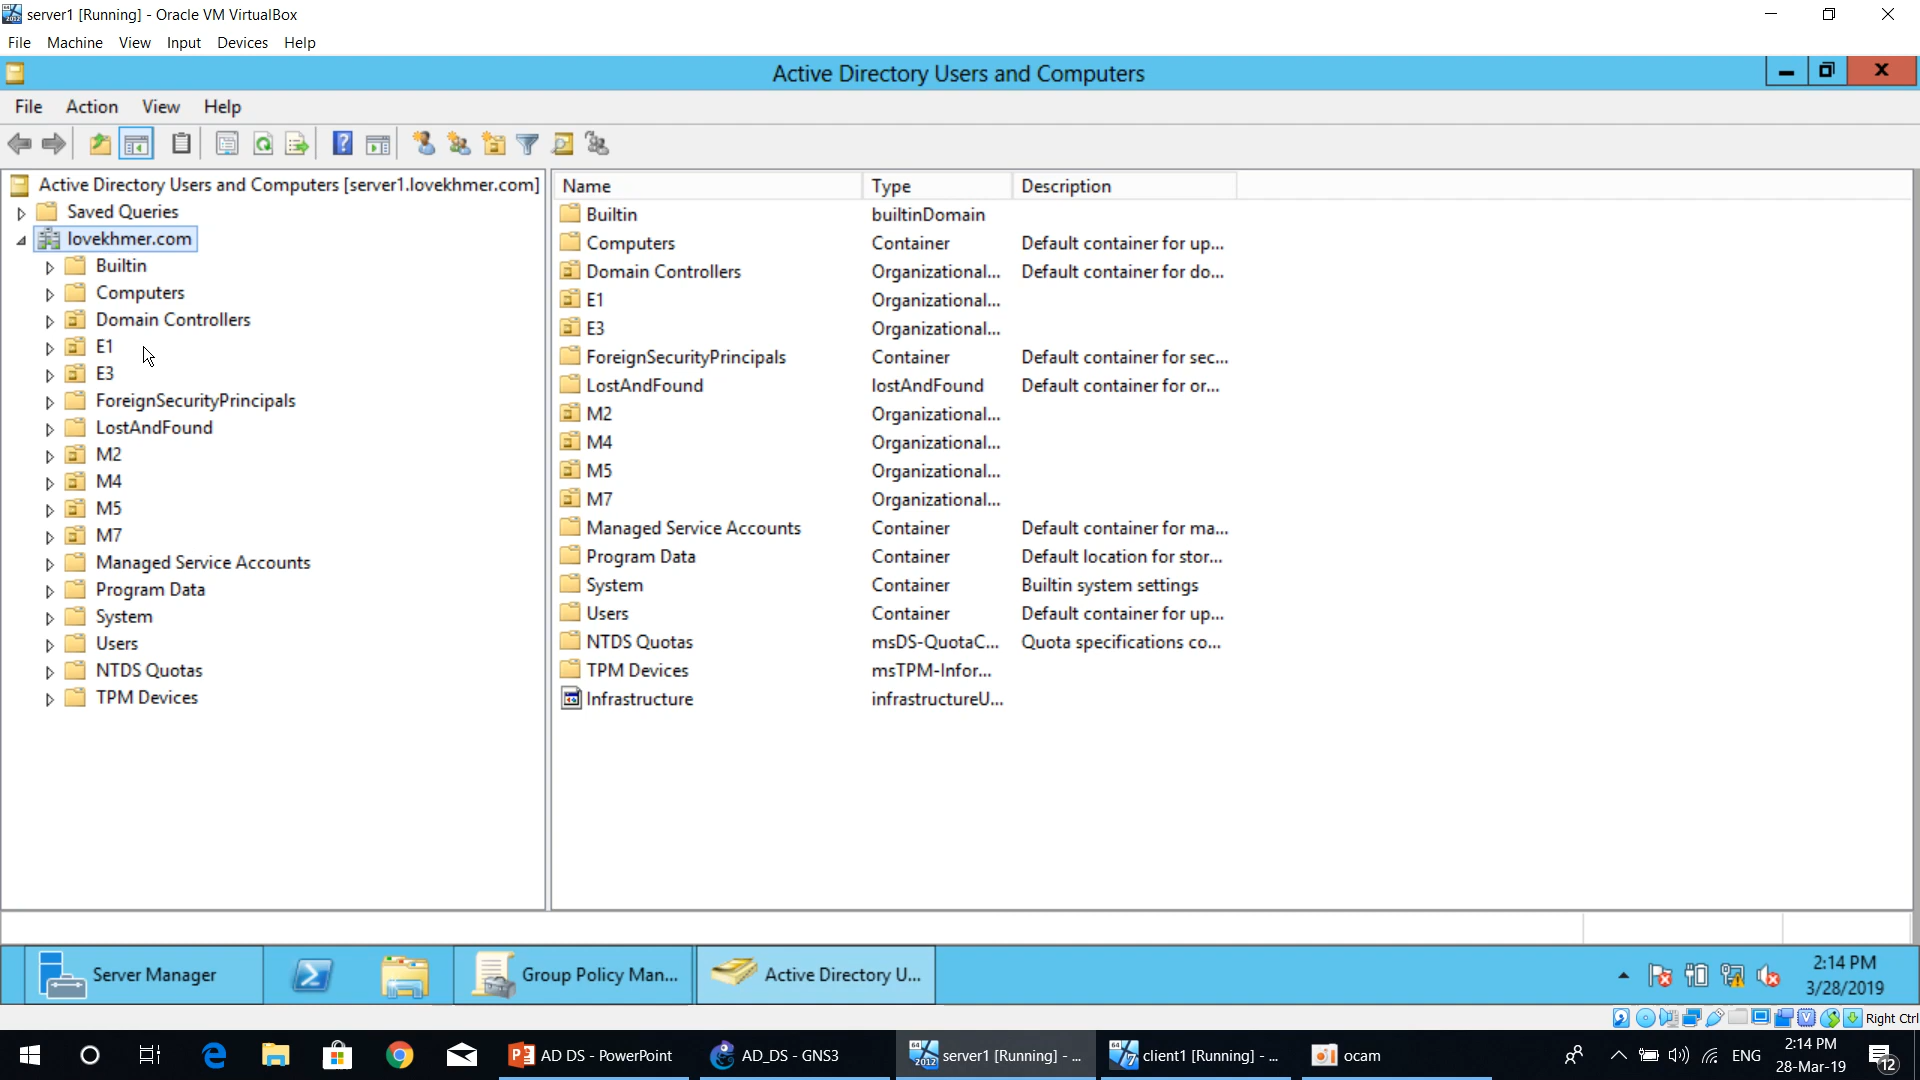 server1 [Running] - Oracle VM VirtualBox
File Machine View Input Devices Help
Active Directory Users and Computers
File Action View Help
Active Directory Users and Computers [server1.lovekhmer.com]
Saved Queries
lovekhmer.com
Builtin
Computers
Domain Controllers
E1
E3
ForeignSecurityPrincipals
LostAndFound
M2
M4
M5
M7
Managed Service Accounts
Program Data
System
Users
NTDS Quotas
TPM Devices
Name Type Description
Builtin builtinDomain
Computers Container Default container for up...
Domain Controllers Organizational... Default container for do...
E1 Organizational...
E3 Organizational...
ForeignSecurityPrincipals Container Default container for sec...
LostAndFound lostAndFound Default container for or...
M2 Organizational...
M4 Organizational...
M5 Organizational...
M7 Organizational...
Managed Service Accounts Container Default container for ma...
Program Data Container Default location for stor...
System Container Builtin system settings
Users Container Default container for up...
NTDS Quotas msDS-QuotaC... Quota specifications co...
TPM Devices msTPM-Infor...
Infrastructure infrastructureU...
Server Manager Group Policy Man... Active Directory U... 2:14 PM
3/28/2019
Right Ctrl
AD DS - PowerPoint AD_DS - GNS3 server1 [Running] - ... client1 [Running] - ... ocam ENG 2:14 PM
28-Mar-19 12